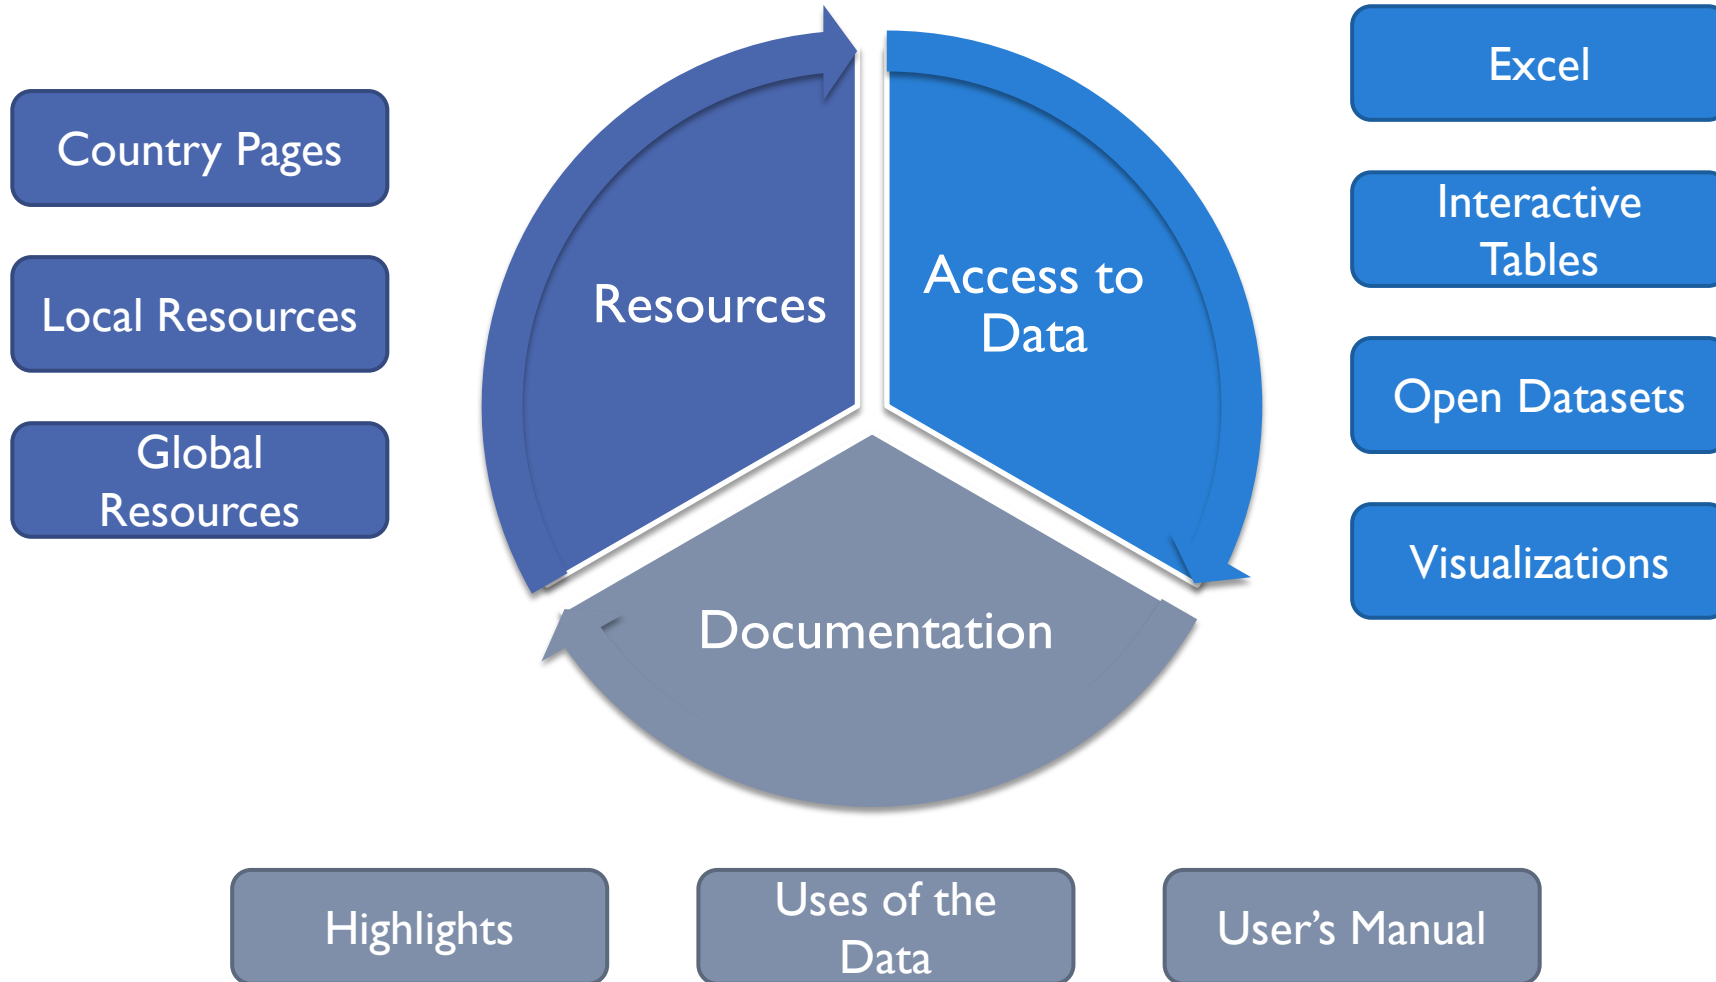 Country Pages
Local Resources
Global
Resources
Resources
Access to
Data
Documentation
Excel
Interactive
Tables
Open Datasets
Visualizations
Highlights
Uses of the
Data
User’s Manual